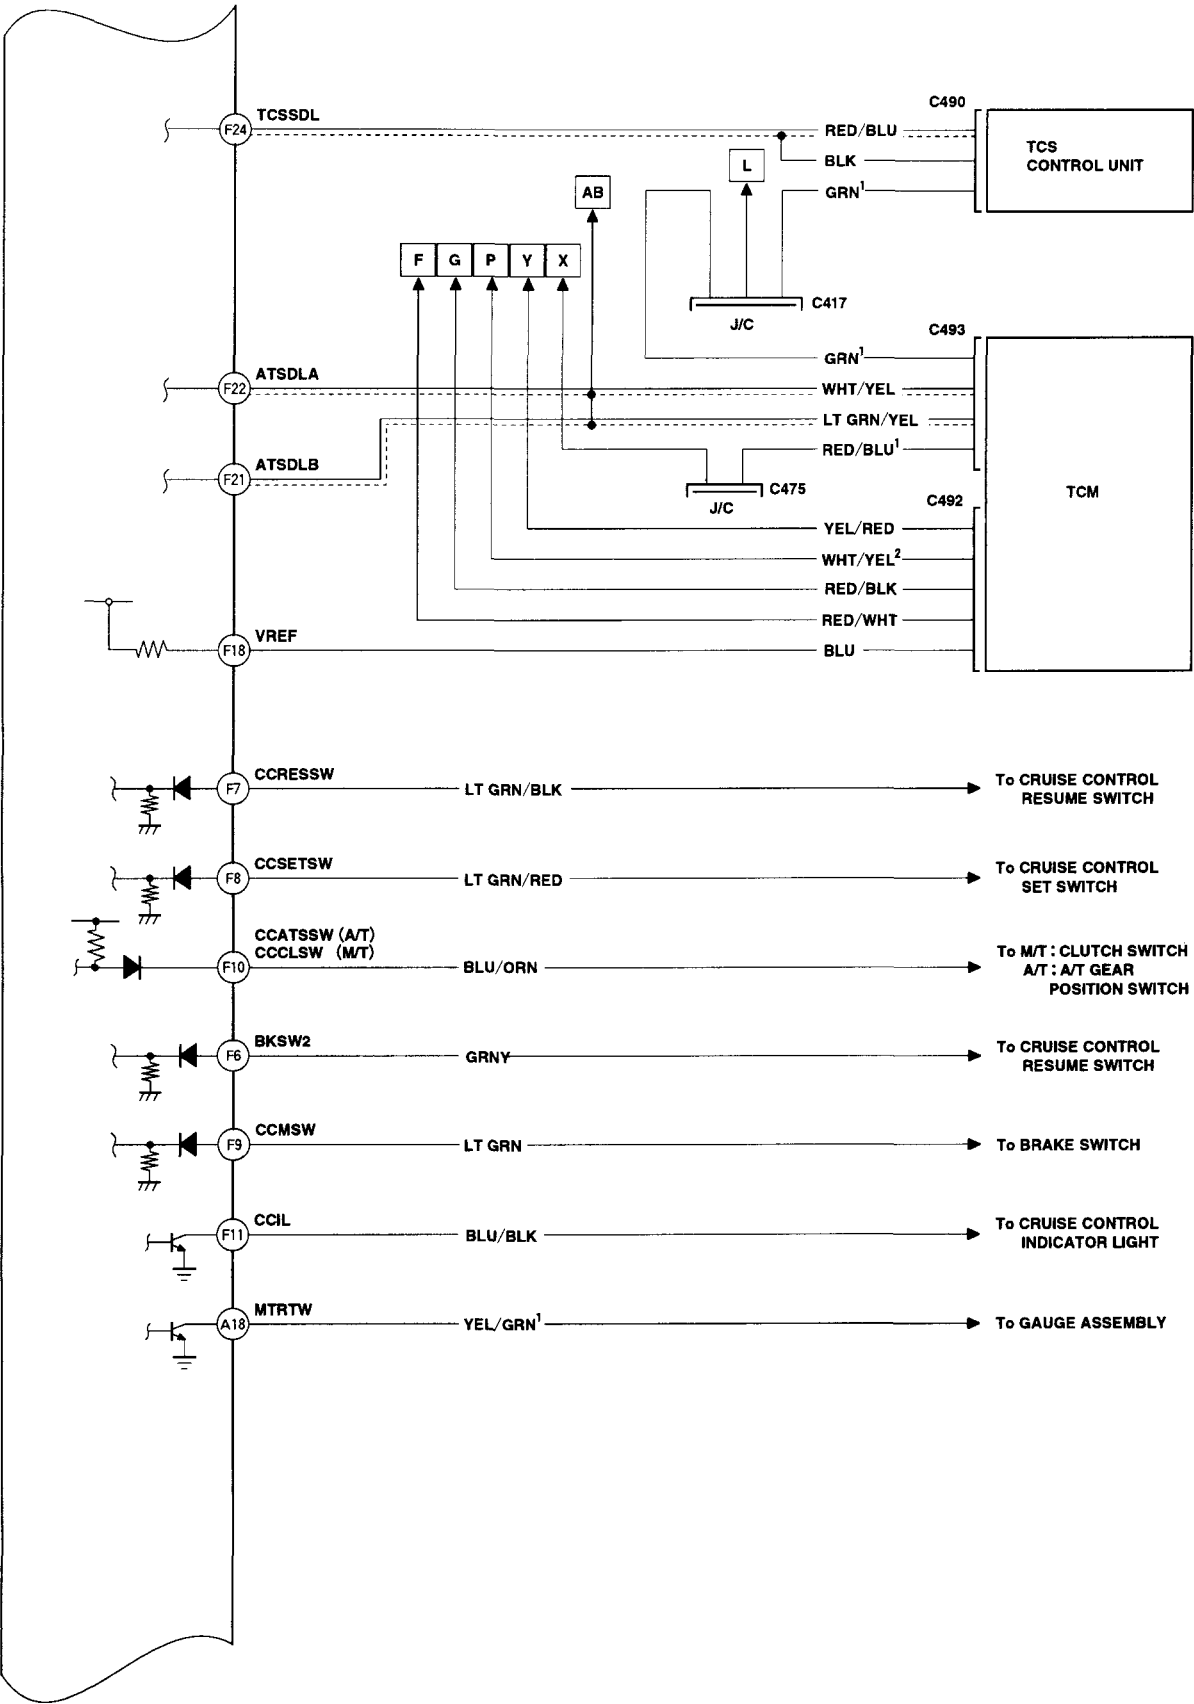 C490
TCSSDL
F24
RED/BLU
BLK
GRN¹
TCS
CONTROL UNIT
L
AB
F G P Y X
C417
J/C
C493
GRN¹
ATSDLA
F22
WHT/YEL
LT GRN/YEL
ATSDLB
F21
RED/BLU¹
C475
J/C
C492
TCM
YEL/RED
WHT/YEL²
RED/BLK
RED/WHT
VREF
F18
BLU
CCRESSW
F7
LT GRN/BLK
To CRUISE CONTROL
RESUME SWITCH
CCSETSW
F8
LT GRN/RED
To CRUISE CONTROL
SET SWITCH
CCATSSW (A/T)
CCCLSW (M/T)
F10
BLU/ORN
To M/T : CLUTCH SWITCH
A/T : A/T GEAR
POSITION SWITCH
BKSW2
F6
GRNY
To CRUISE CONTROL
RESUME SWITCH
CCMSW
F9
LT GRN
To BRAKE SWITCH
CCIL
F11
BLU/BLK
To CRUISE CONTROL
INDICATOR LIGHT
MTRTW
A18
YEL/GRN¹
To GAUGE ASSEMBLY